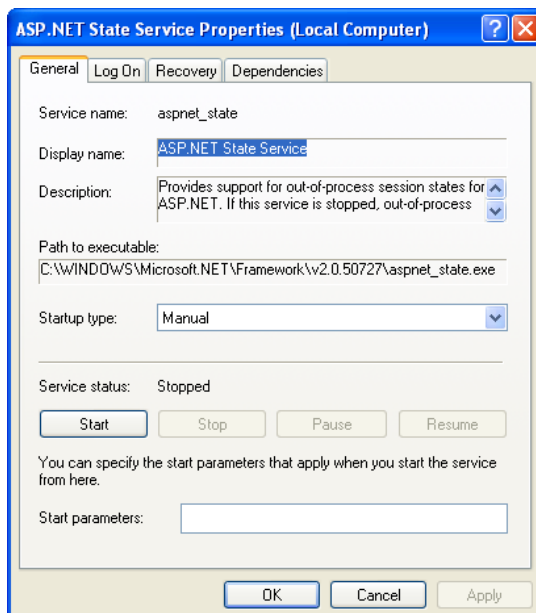 ASP.NET State Service Properties (Local Computer)
General Log On Recovery Dependencies
Service name: aspnet_state
Display name: ASP.NET State Service
Description: Provides support for out-of-process session states for
ASP.NET. If this service is stopped, out-of-process
Path to executable:
C:\WINDOWS\Microsoft.NET\Framework\v2.0.50727\aspnet_state.exe
Startup type: Manual
Service status: Stopped
Start Stop Pause Resume
You can specify the start parameters that apply when you start the service
from here.
Start parameters:
OK Cancel Apply